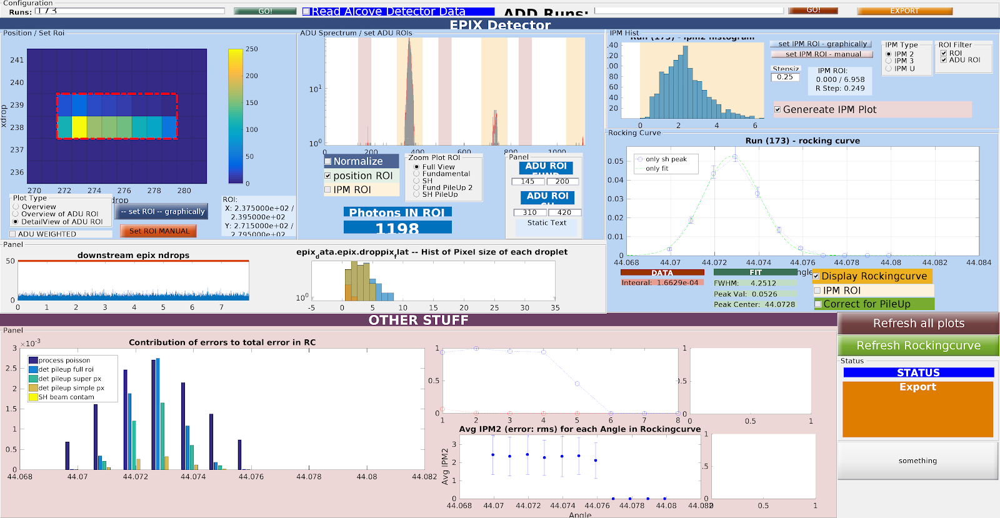 Configuration
Runs: 173 GO! Read Alcove Detector Data ADD Runs: GO! EXPORT
EPIX Detector
Position / Set Roi
241
240
239
238
237
236
xdrop
270 272 274 276 278 280
drop
250
200
150
100
50
0
Plot Type
Overview
Overview of ADU ROI
DetailView of ADU ROI
ADU WEIGHTED
-- set ROI -- graphically
Set ROI MANUAL
ROI:
X: 2.375000e+02 /
2.395000e+02
Y: 2.715000e+02 /
2.795000e+02
ADU Spectrum / set ADU ROIs
10^1
10^0
0 200 400 600 800 1000
Normalize
position ROI
IPM ROI
Zoom Plot ROI
Full View
Fundamental
SH
Fund PileUp 2
SH PileUp
Photons IN ROI
1198
Panel
ADU ROI
FUND
145 200
ADU ROI
SH
310 420
Static Text
IPM Hist
Run (173) - ipm2 histogram
.40
.00
80
60
40
20
0 2 4 6
set IPM ROI - graphically
set IPM ROI - manual
Stepsiz
0.25
IPM ROI:
0.000 / 6.958
R Step: 0.249
IPM Type
IPM 2
IPM 3
IPM U
ROI Filter
ROI
ADU ROI
Genereate IPM Plot
Rocking Curve
Run (173) - rocking curve
only sh peak
only fit
0.05
0.04
0.03
0.02
0.01
0
44.068 44.07 44.072 44.074 44.076 44.078 44.08 44.082 44.084
ngle
DATA
Integral: 1.6629e-04
FIT
FWHM: 4.2512
Peak Val: 0.0526
Peak Center: 44.0728
Display Rockingcurve
IPM ROI
Correct for PileUp
Panel
downstream epix ndrops
50
0
0 1 2 3 4 5 6 7
epix_data.epix.droppix_flat -- Hist of Pixel size of each droplet
10^0
-5 0 5 10 15 20 25 30 35
OTHER STUFF
Panel
Contribution of errors to total error in RC
×10^-3
3
2.5
2
1.5
1
0.5
0
process poisson
det pileup full roi
det pileup super px
det pileup simple px
SH beam contam
44.068 44.07 44.072 44.074 44.076 44.078 44.08 44.082
1
0.5
0
1 2 3 4 5 6 7 8
1
0.5
0
0 0.5 1
Avg IPM2 (error: rms) for each Angle in Rockingcurve
Avg IPM2
3
2
1
0
44.068 44.07 44.072 44.074 44.076 44.078 44.08 44.082
Angle
1
.5
0
0 0.5 1
Refresh all plots
Refresh Rockingcurve
Status
STATUS
Export
something